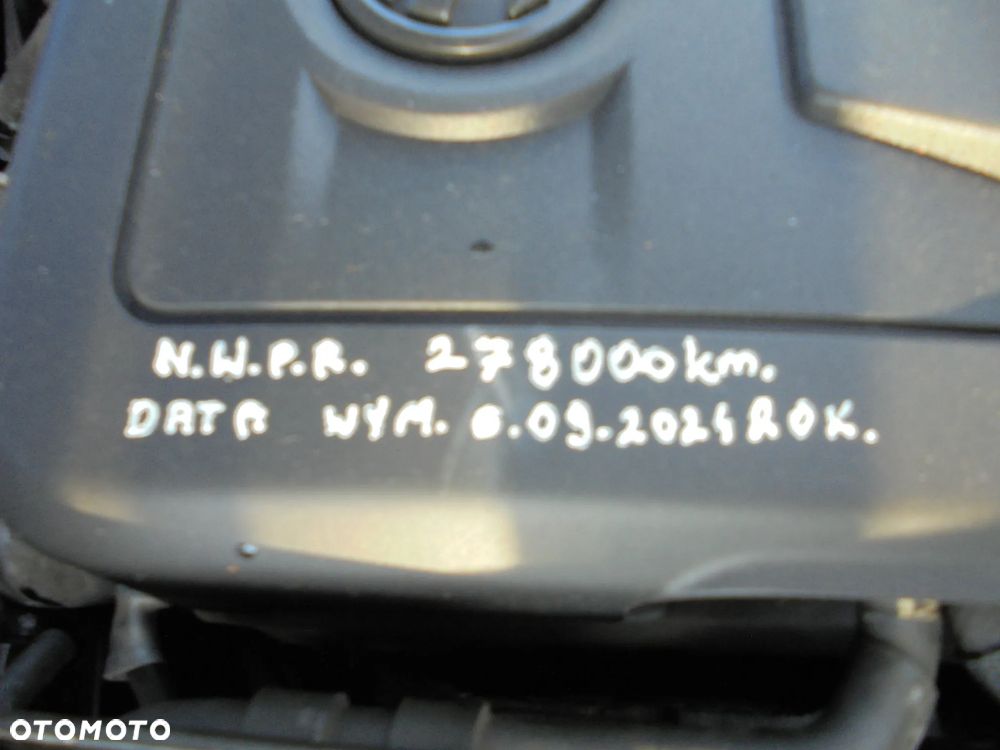 N.W.P.R. 278000km.
DATA WYM. 6.09.2024ROK.
OTOMOTO